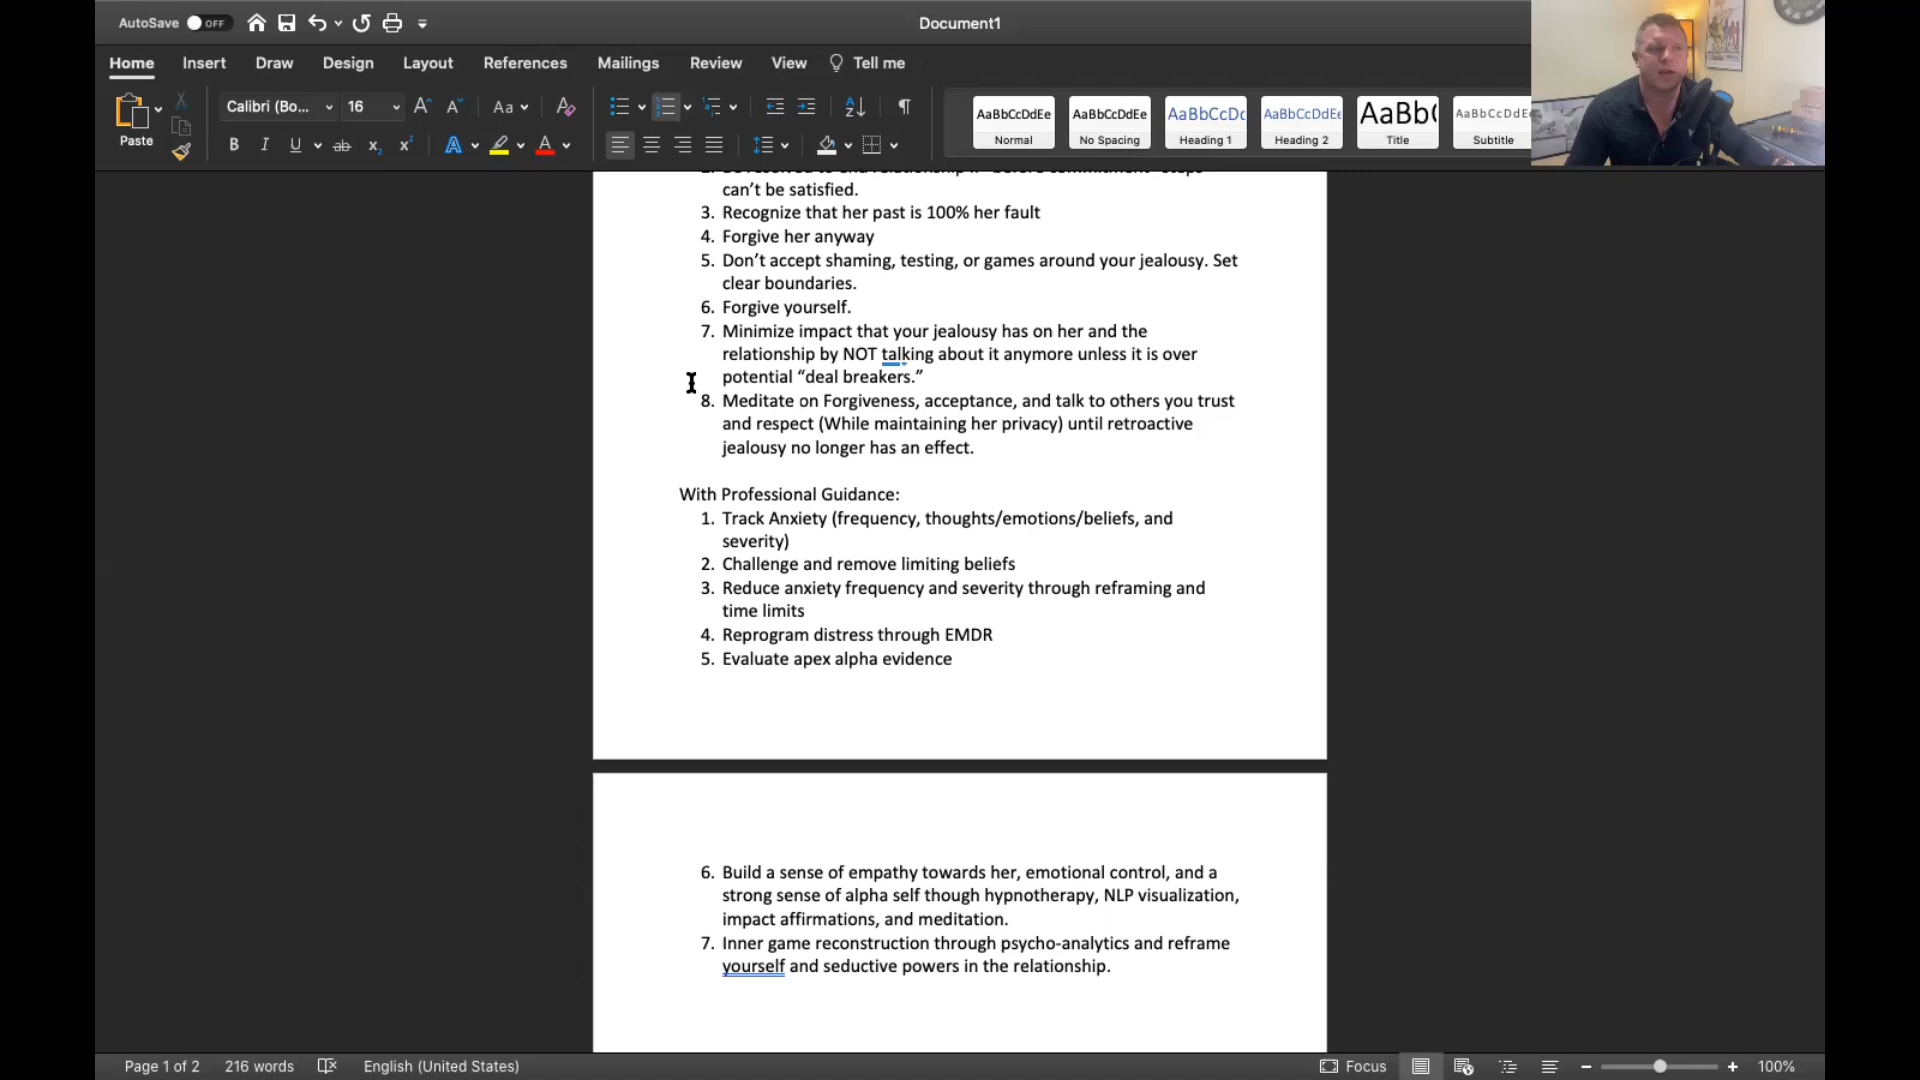 AutoSave OFF
Document1
Home Insert Draw Design Layout References Mailings Review View Tell me
Paste
Calibri (Bo... 16 Aa
AaBbCcDdEe AaBbCcDdEe AaBbCcDc AaBbCcDdEe AaBb( AaBbCcDdEe
Normal No Spacing Heading 1 Heading 2 Title Subtitle
can’t be satisfied.
3. Recognize that her past is 100% her fault
4. Forgive her anyway
5. Don’t accept shaming, testing, or games around your jealousy. Set
clear boundaries.
6. Forgive yourself.
7. Minimize impact that your jealousy has on her and the
relationship by NOT talking about it anymore unless it is over
potential “deal breakers.”
8. Meditate on Forgiveness, acceptance, and talk to others you trust
and respect (While maintaining her privacy) until retroactive
jealousy no longer has an effect.
With Professional Guidance:
1. Track Anxiety (frequency, thoughts/emotions/beliefs, and
severity)
2. Challenge and remove limiting beliefs
3. Reduce anxiety frequency and severity through reframing and
time limits
4. Reprogram distress through EMDR
5. Evaluate apex alpha evidence
6. Build a sense of empathy towards her, emotional control, and a
strong sense of alpha self though hypnotherapy, NLP visualization,
impact affirmations, and meditation.
7. Inner game reconstruction through psycho-analytics and reframe
yourself and seductive powers in the relationship.
Page 1 of 2 216 words English (United States) Focus 100%